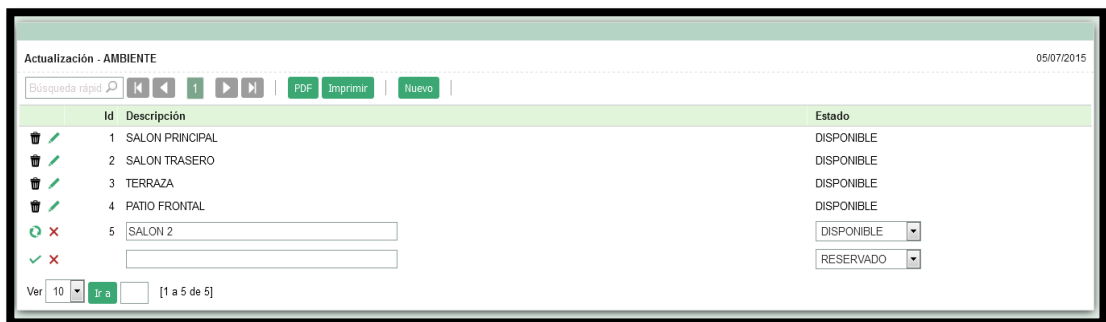 Actualización - AMBIENTE 05/07/2015
Búsqueda rápid 1 PDF Imprimir Nuevo
Id Descripción Estado
1 SALON PRINCIPAL DISPONIBLE
2 SALON TRASERO DISPONIBLE
3 TERRAZA DISPONIBLE
4 PATIO FRONTAL DISPONIBLE
5 SALON 2 DISPONIBLE
RESERVADO
Ver 10 Ir a [1 a 5 de 5]